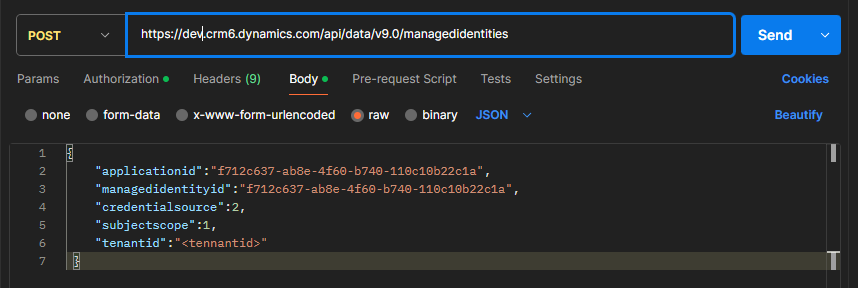 POST https://dev.crm6.dynamics.com/api/data/v9.0/managedidentities Send
Params Authorization Headers (9) Body Pre-request Script Tests Settings Cookies
none form-data x-www-form-urlencoded raw binary JSON Beautify
1 {
2 "applicationid":"f712c637-ab8e-4f60-b740-110c10b22c1a",
3 "managedidentityid":"f712c637-ab8e-4f60-b740-110c10b22c1a",
4 "credentialsource":2,
5 "subjectscope":1,
6 "tenantid":"<tennantid>"
7 }